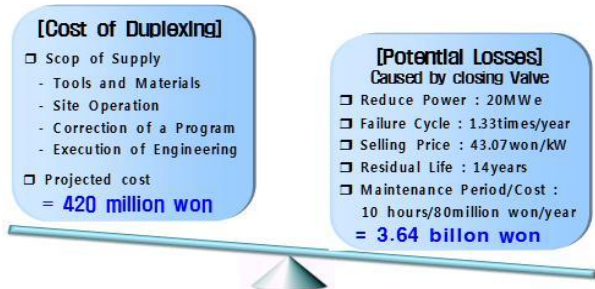 [Cost of Duplexing]
❒ Scop of Supply
- Tools and Materials
- Site Operation
- Correction of a Program
- Execution of Engineering
❒ Projected cost
= 420 million won
[Potential Losses]
Caused by closing Valve
❒ Reduce Power : 20MWe
❒ Failure Cycle : 1.33times/year
❒ Selling Price : 43.07won/kW
❒ Residual Life : 14years
❒ Maintenance Period/Cost :
10 hours/80million won/year
= 3.64 billon won